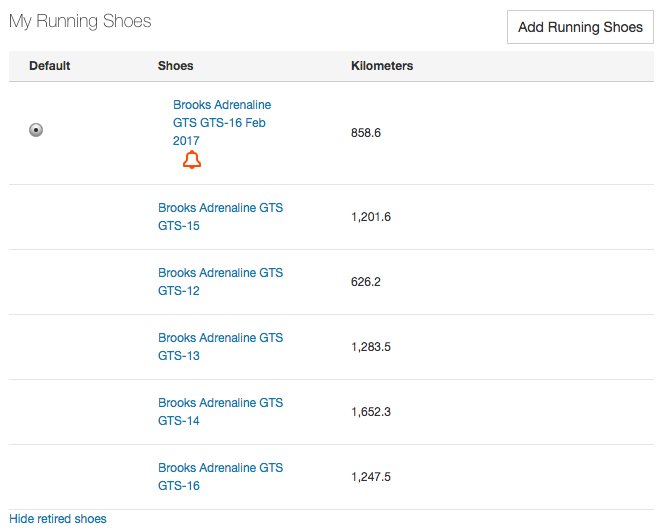 My Running Shoes
Add Running Shoes
Default Shoes Kilometers
Brooks Adrenaline
GTS GTS-16 Feb
2017
858.6
Brooks Adrenaline GTS
GTS-15
1,201.6
Brooks Adrenaline GTS
GTS-12
626.2
Brooks Adrenaline GTS
GTS-13
1,283.5
Brooks Adrenaline GTS
GTS-14
1,652.3
Brooks Adrenaline GTS
GTS-16
1,247.5
Hide retired shoes